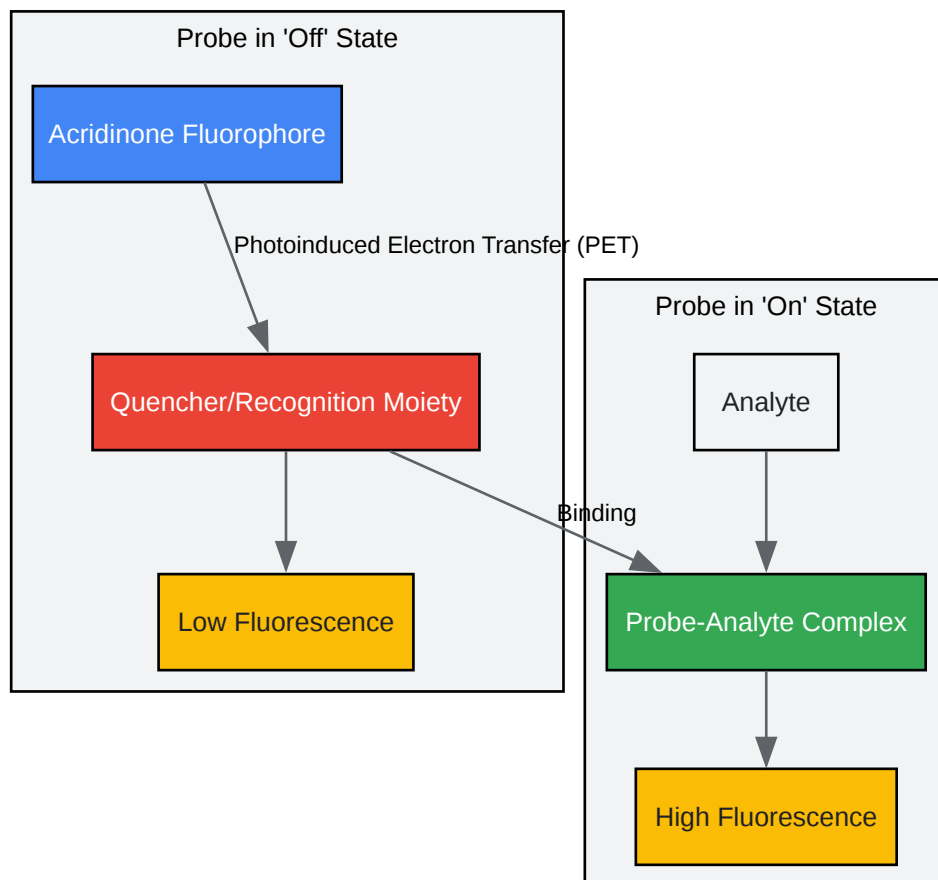 Probe in 'Off' State
Acridinone Fluorophore
Photoinduced Electron Transfer (PET)
Quencher/Recognition Moiety
Low Fluorescence
Binding
Probe in 'On' State
Analyte
Probe-Analyte Complex
High Fluorescence